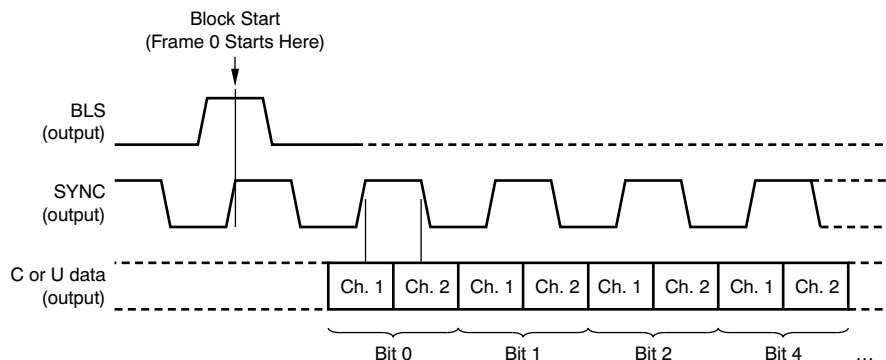 Block Start
(Frame 0 Starts Here)
BLS
(output)
SYNC
(output)
C or U data
(output)
Ch. 1 Ch. 2 Ch. 1 Ch. 2 Ch. 1 Ch. 2 Ch. 1 Ch. 2
Bit 0 Bit 1 Bit 2 Bit 4 ...